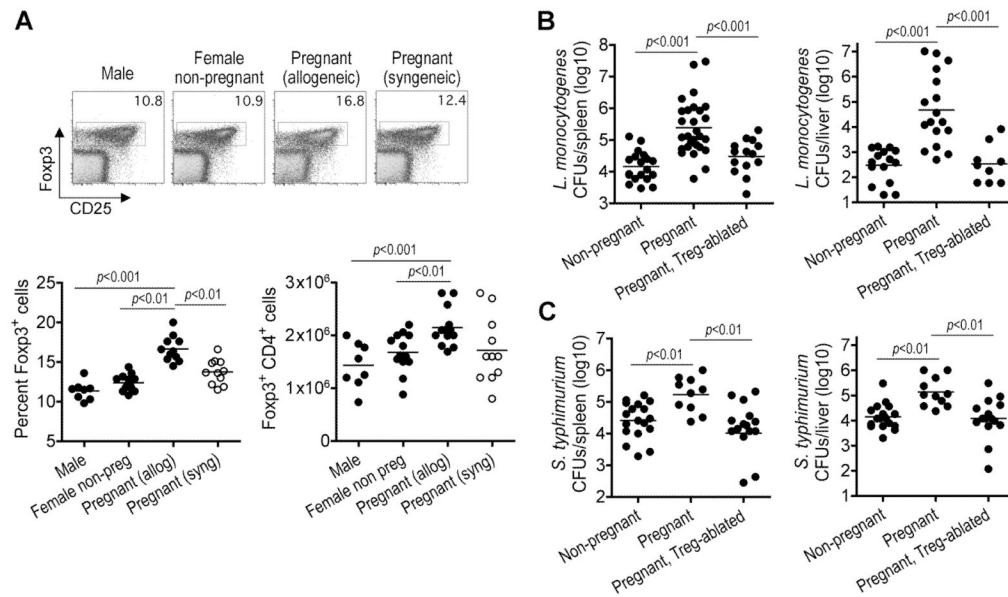 A
Male
Female
non-pregnant
Pregnant
(allogeneic)
Pregnant
(syngeneic)
10.8
10.9
16.8
12.4
Foxp3
CD25
Percent Foxp3⁺ cells
25
20
15
10
5
0
p<0.001
p<0.01
p<0.01
Male
Female non-preg
Pregnant (allog)
Pregnant (syng)
Foxp3⁺ CD4⁺ cells
3x10⁶
2x10⁶
1x10⁶
0
p<0.001
p<0.01
Male
Female non preg
Pregnant (allog)
Pregnant (syng)
B
L. monocytogenes
CFUs/spleen (log10)
8
7
6
5
4
3
p<0.001
p<0.001
Non-pregnant
Pregnant
Pregnant, Treg-ablated
L. monocytogenes
CFUs/liver (log10)
7
6
5
4
3
2
1
p<0.001
p<0.001
Non-pregnant
Pregnant
Pregnant, Treg-ablated
C
S. typhimurium
CFUs/spleen (log10)
7
6
5
4
3
2
p<0.01
p<0.01
Non-pregnant
Pregnant
Pregnant, Treg-ablated
S. typhimurium
CFUs/liver (log10)
7
6
5
4
3
2
1
p<0.01
p<0.01
Non-pregnant
Pregnant
Pregnant, Treg-ablated